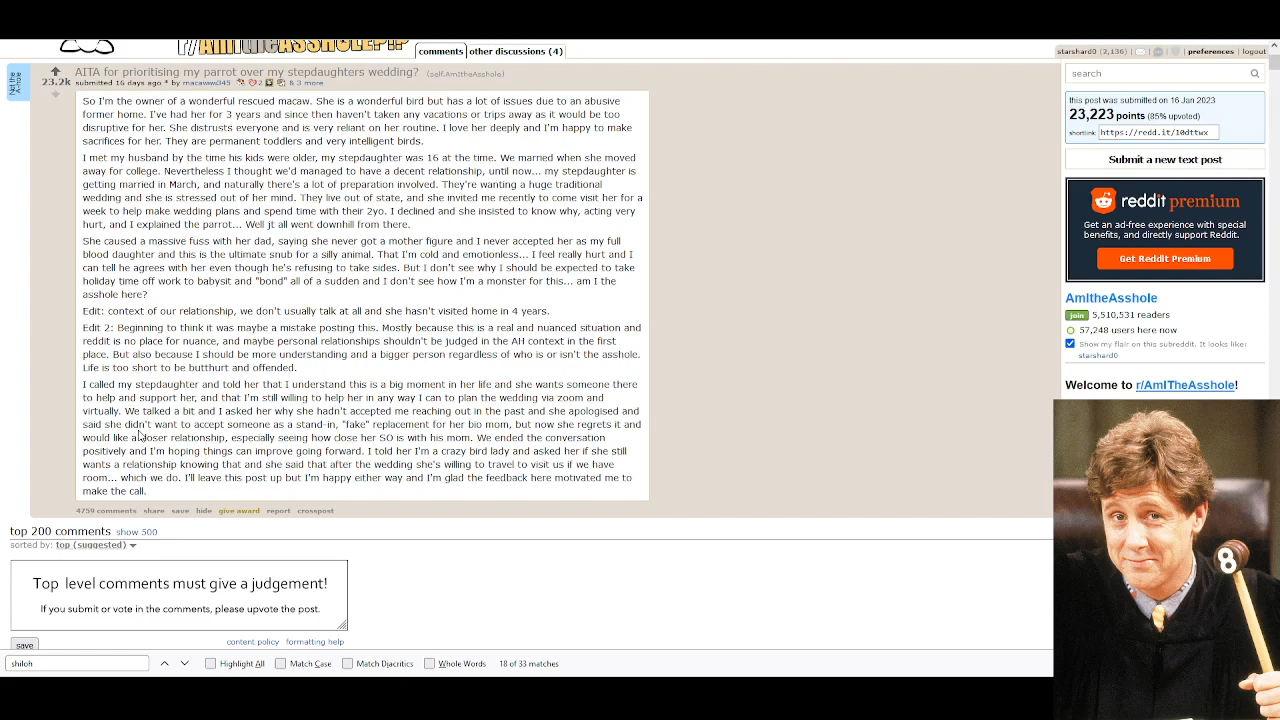 r/AmItheASSHOLEP!P
comments other discussions (4)
starshard0 (2,136) preferences logout
Not the A-hole
23.2k
AITA for prioritising my parrot over my stepdaughters wedding? (self.AmItheAsshole)
submitted 16 days ago * by macawww345 2 & 3 more
So I'm the owner of a wonderful rescued macaw. She is a wonderful bird but has a lot of issues due to an abusive
former home. I've had her for 3 years and since then haven't taken any vacations or trips away as it would be too
disruptive for her. She distrusts everyone and is very reliant on her routine. I love her deeply and I'm happy to make
sacrifices for her. They are permanent toddlers and very intelligent birds.
I met my husband by the time his kids were older, my stepdaughter was 16 at the time. We married when she moved
away for college. Nevertheless I thought we'd managed to have a decent relationship, until now... my stepdaughter is
getting married in March, and naturally there's a lot of preparation involved. They're wanting a huge traditional
wedding and she is stressed out of her mind. They live out of state, and she invited me recently to come visit her for a
week to help make wedding plans and spend time with their 2yo. I declined and she insisted to know why, acting very
hurt, and I explained the parrot... Well jt all went downhill from there.
She caused a massive fuss with her dad, saying she never got a mother figure and I never accepted her as my full
blood daughter and this is the ultimate snub for a silly animal. That I'm cold and emotionless... I feel really hurt and I
can tell he agrees with her even though he's refusing to take sides. But I don't see why I should be expected to take
holiday time off work to babysit and "bond" all of a sudden and I don't see how I'm a monster for this... am I the
asshole here?
Edit: context of our relationship, we don't usually talk at all and she hasn't visited home in 4 years.
Edit 2: Beginning to think it was maybe a mistake posting this. Mostly because this is a real and nuanced situation and
reddit is no place for nuance, and maybe personal relationships shouldn't be judged in the AH context in the first
place. But also because I should be more understanding and a bigger person regardless of who is or isn't the asshole.
Life is too short to be butthurt and offended.
I called my stepdaughter and told her that I understand this is a big moment in her life and she wants someone there
to help and support her, and that I'm still willing to help her in any way I can to plan the wedding via zoom and
virtually. We talked a bit and I asked her why she hadn't accepted me reaching out in the past and she apologised and
said she didn't want to accept someone as a stand-in, "fake" replacement for her bio mom, but now she regrets it and
would like a closer relationship, especially seeing how close her SO is with his mom. We ended the conversation
positively and I'm hoping things can improve going forward. I told her I'm a crazy bird lady and asked her if she still
wants a relationship knowing that and she said that after the wedding she's willing to travel to visit us if we have
room... which we do. I'll leave this post up but I'm happy either way and I'm glad the feedback here motivated me to
make the call.
4759 comments share save hide give award report crosspost
top 200 comments show 500
sorted by: top (suggested)
Top level comments must give a judgement!
If you submit or vote in the comments, please upvote the post.
save content policy formatting help
shiloh Highlight All Match Case Match Diacritics Whole Words 18 of 33 matches
search
this post was submitted on 16 Jan 2023
23,223 points (85% upvoted)
shortlink: https://redd.it/10dttwx
Submit a new text post
reddit premium
Get an ad-free experience with special
benefits, and directly support Reddit.
Get Reddit Premium
AmItheAsshole
join 5,510,531 readers
57,248 users here now
Show my flair on this subreddit. It looks like:
starshard0
Welcome to r/AmITheAsshole!
8